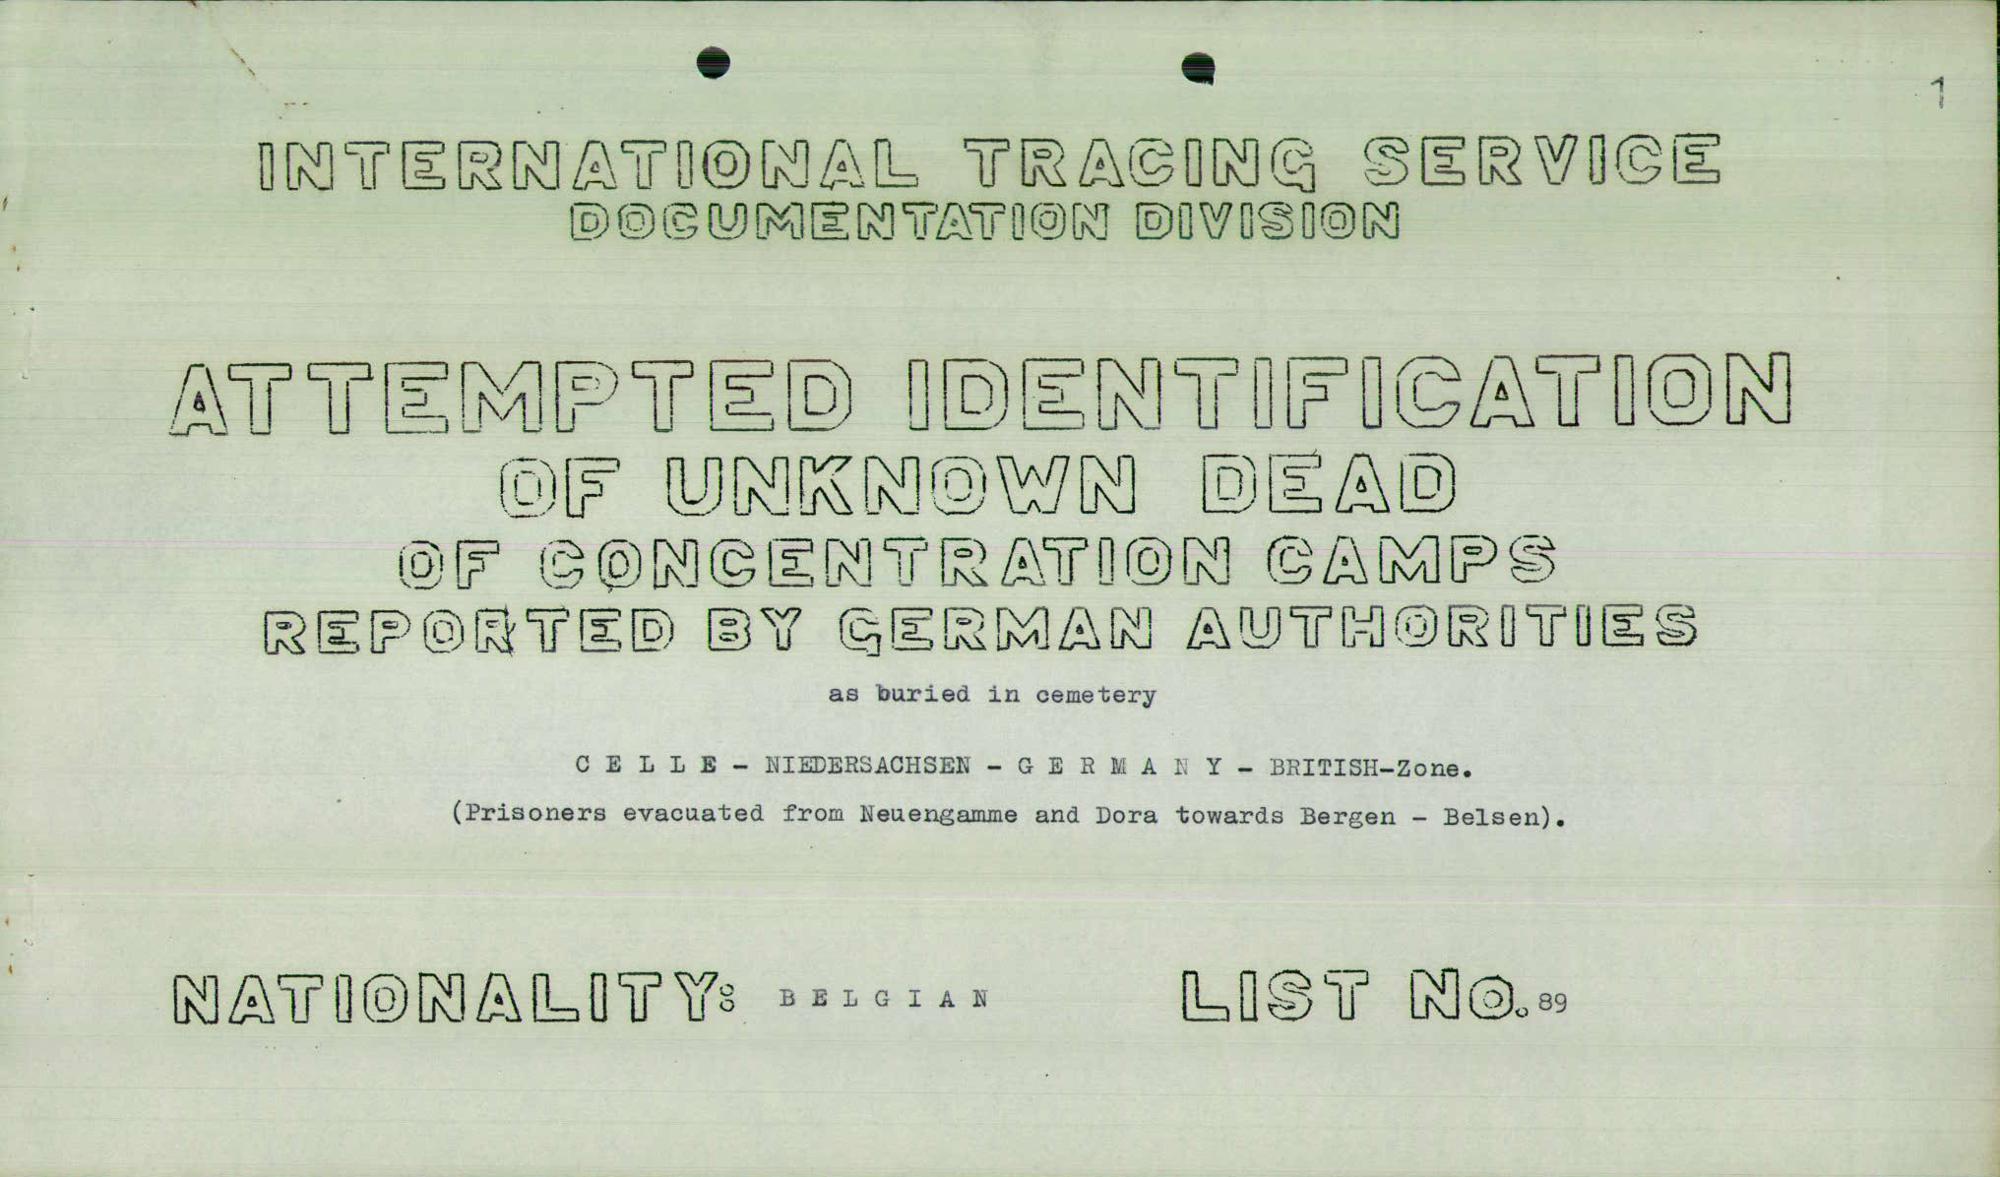 1
INTERNATIONAL TRACING SERVICE
DOCUMENTATION DIVISION
ATTEMPTED IDENTIFICATION
OF UNKNOWN DEAD
OF CONCENTRATION CAMPS
REPORTED BY GERMAN AUTHORITIES
as buried in cemetery
C E L L E – NIEDERSACHSEN – G E R M A N Y – BRITISH-Zone.
(Prisoners evacuated from Neuengamme and Dora towards Bergen – Belsen).
NATIONALITY: B E L G I A N LIST No. 89